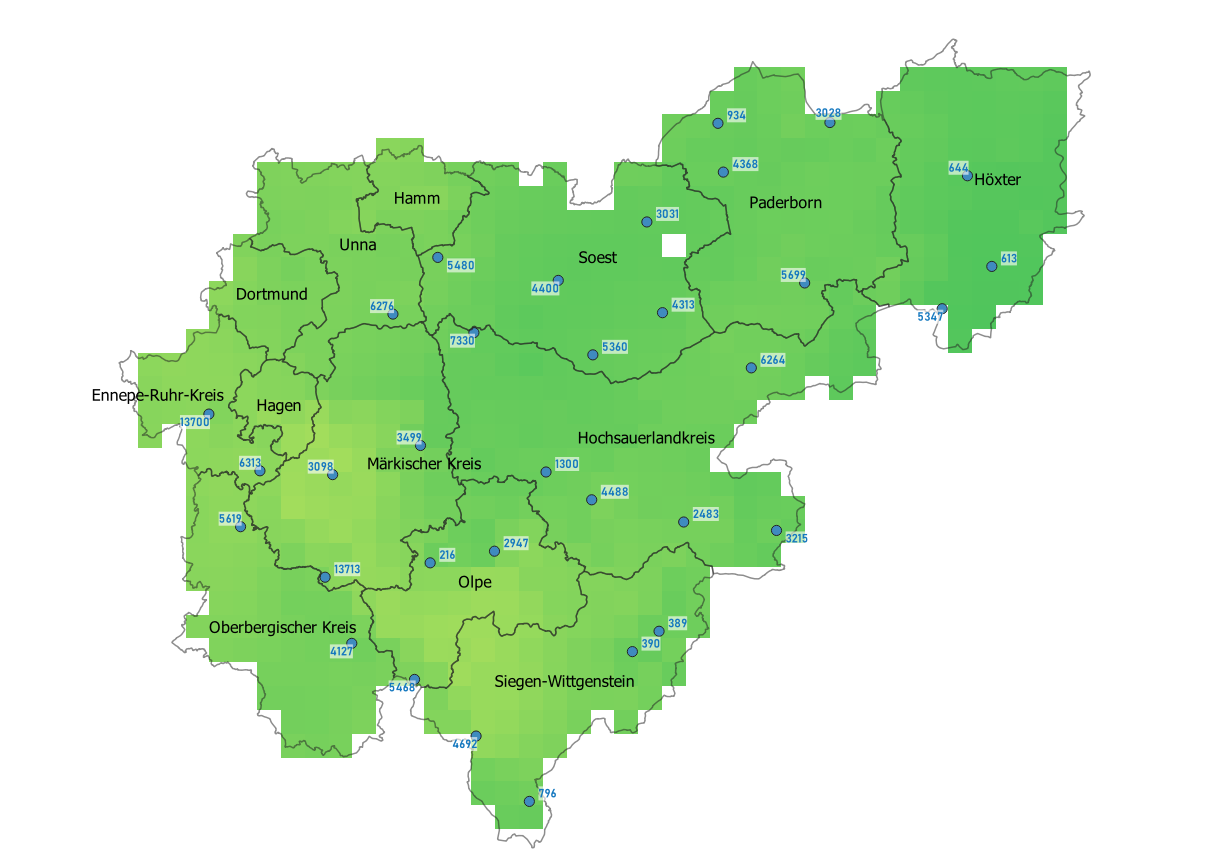 934
3028
4368
644
Höxter
Hamm
Paderborn
3031
Unna
Soest
613
5480
5699
4400
Dortmund
6276
4313
5347
7330
5360
6264
Ennepe-Ruhr-Kreis
Hagen
13700
3499
Hochsauerlandkreis
6313
3098
Märkischer Kreis
1300
4488
5619
2483
3215
2947
216
13713
Olpe
Oberbergischer Kreis
389
4127
390
5468
Siegen-Wittgenstein
4692
796